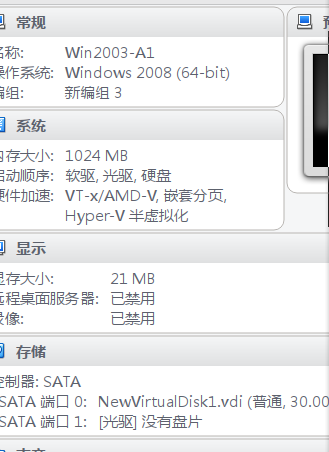 常规
名称: Win2003-A1
操作系统: Windows 2008 (64-bit)
编组: 新编组 3
系统
内存大小: 1024 MB
启动顺序: 软驱, 光驱, 硬盘
硬件加速: VT-x/AMD-V, 嵌套分页,
Hyper-V 半虚拟化
显示
显存大小: 21 MB
远程桌面服务器: 已禁用
录像: 已禁用
存储
控制器: SATA
SATA 端口 0: NewVirtualDisk1.vdi (普通, 30.00
SATA 端口 1: [光驱] 没有盘片